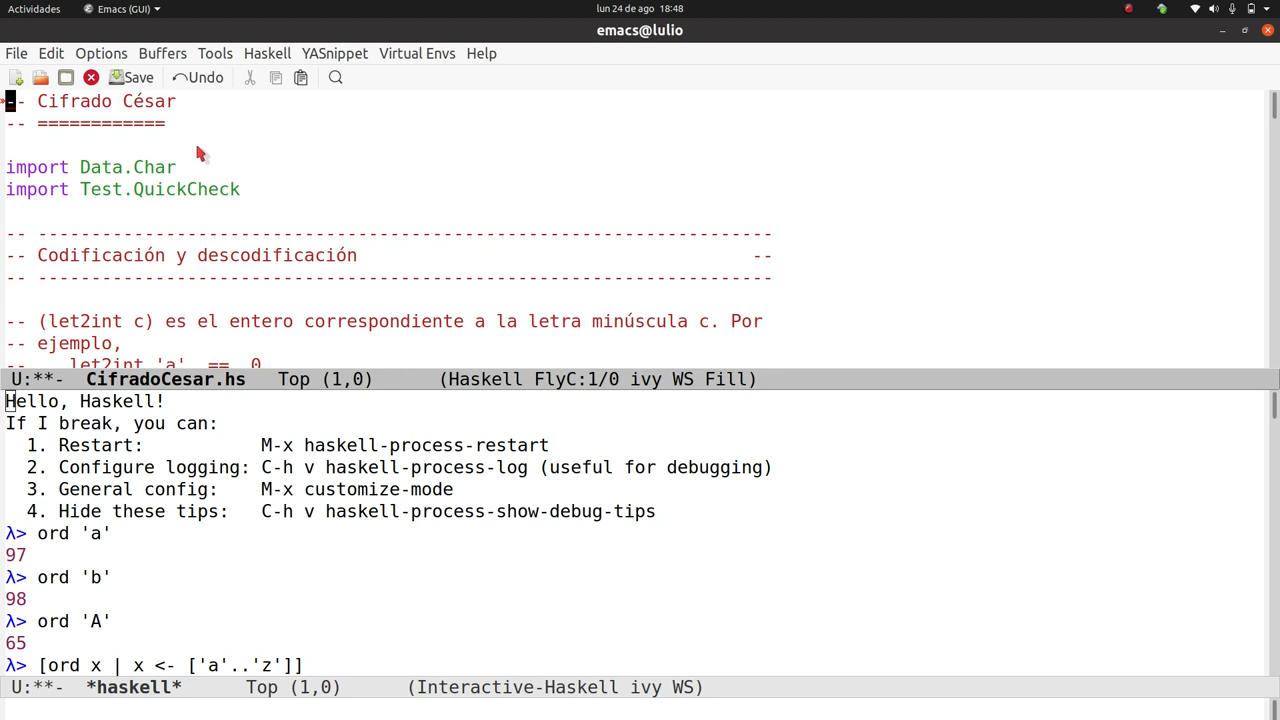 Actividades Emacs (GUI) lun 24 de ago 18:48
emacs@lulio
File Edit Options Buffers Tools Haskell YASnippet Virtual Envs Help
Save Undo
-- Cifrado César
-- ============
import Data.Char
import Test.QuickCheck
-- ---------------------------------------------------------------------
-- Codificación y descodificación --
-- ---------------------------------------------------------------------
-- (let2int c) es el entero correspondiente a la letra minúscula c. Por
-- ejemplo,
-- let2int 'a' == 0
U:**- CifradoCesar.hs Top (1,0) (Haskell FlyC:1/0 ivy WS Fill)
Hello, Haskell!
If I break, you can:
1. Restart: M-x haskell-process-restart
2. Configure logging: C-h v haskell-process-log (useful for debugging)
3. General config: M-x customize-mode
4. Hide these tips: C-h v haskell-process-show-debug-tips
λ> ord 'a'
97
λ> ord 'b'
98
λ> ord 'A'
65
λ> [ord x | x <- ['a'..'z']]
U:**- *haskell* Top (1,0) (Interactive-Haskell ivy WS)